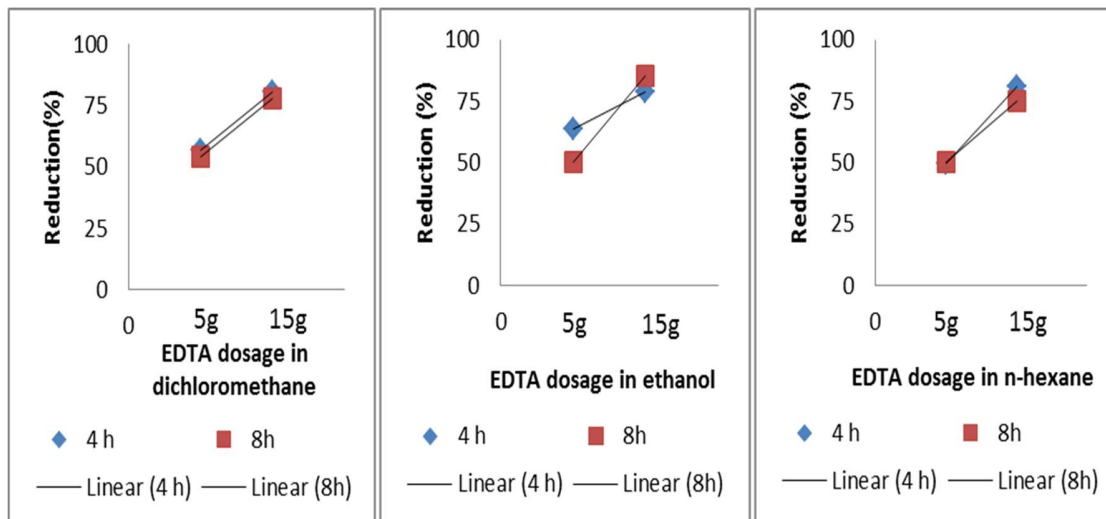 100
75
50
25
0
Reduction(%)
0
5g 15g
EDTA dosage in
dichloromethane
4 h 8h
Linear (4 h) Linear (8h)
100
75
50
25
0
Reduction (%)
0 5g 15g
EDTA dosage in ethanol
4 h 8h
Linear (4 h) Linear (8h)
100
75
50
25
0
Reduction (%)
0 5g 15g
EDTA dosage in n-hexane
4 h 8h
Linear (4 h) Linear (8h)